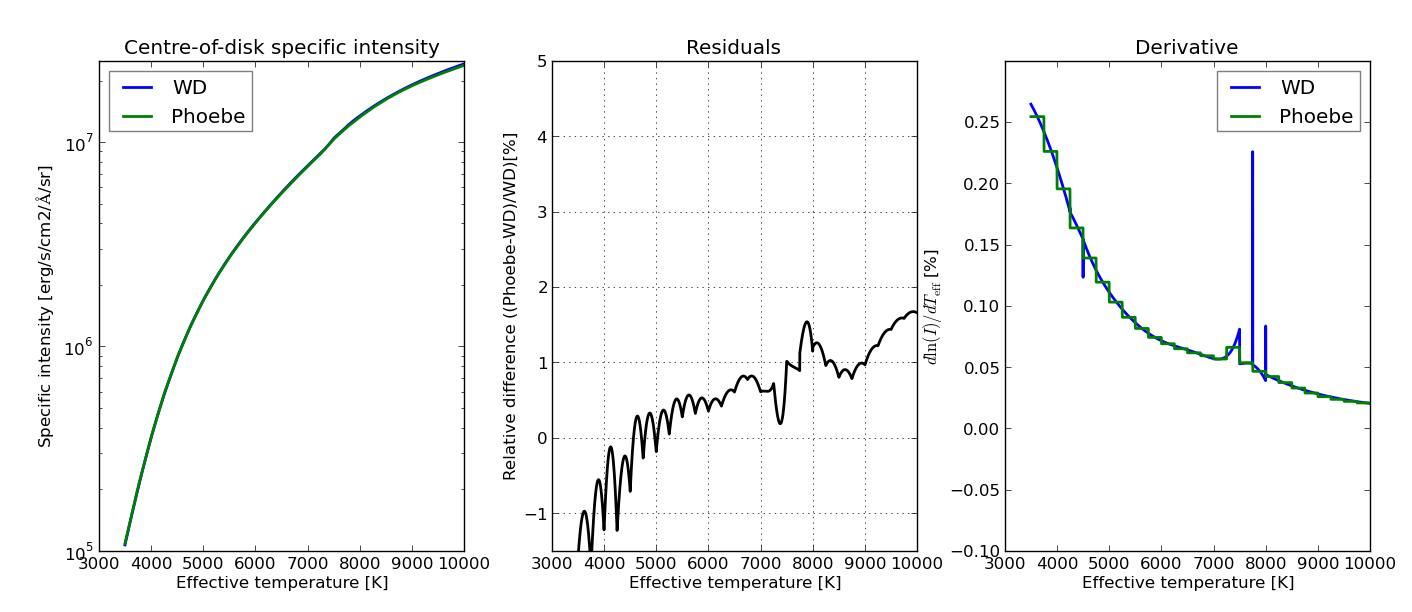 Centre-of-disk specific intensity
WD
Phoebe
Specific intensity [erg/s/cm2/Å/sr]
10^7
10^6
10^5
3000 4000 5000 6000 7000 8000 9000 10000
Effective temperature [K]
Residuals
Relative difference ((Phoebe-WD)/WD)[%]
5
4
3
2
1
0
−1
3000 4000 5000 6000 7000 8000 9000 10000
Effective temperature [K]
Derivative
WD
Phoebe
d ln(I)/dT_eff [%]
0.25
0.20
0.15
0.10
0.05
0.00
−0.05
−0.10
3000 4000 5000 6000 7000 8000 9000 10000
Effective temperature [K]